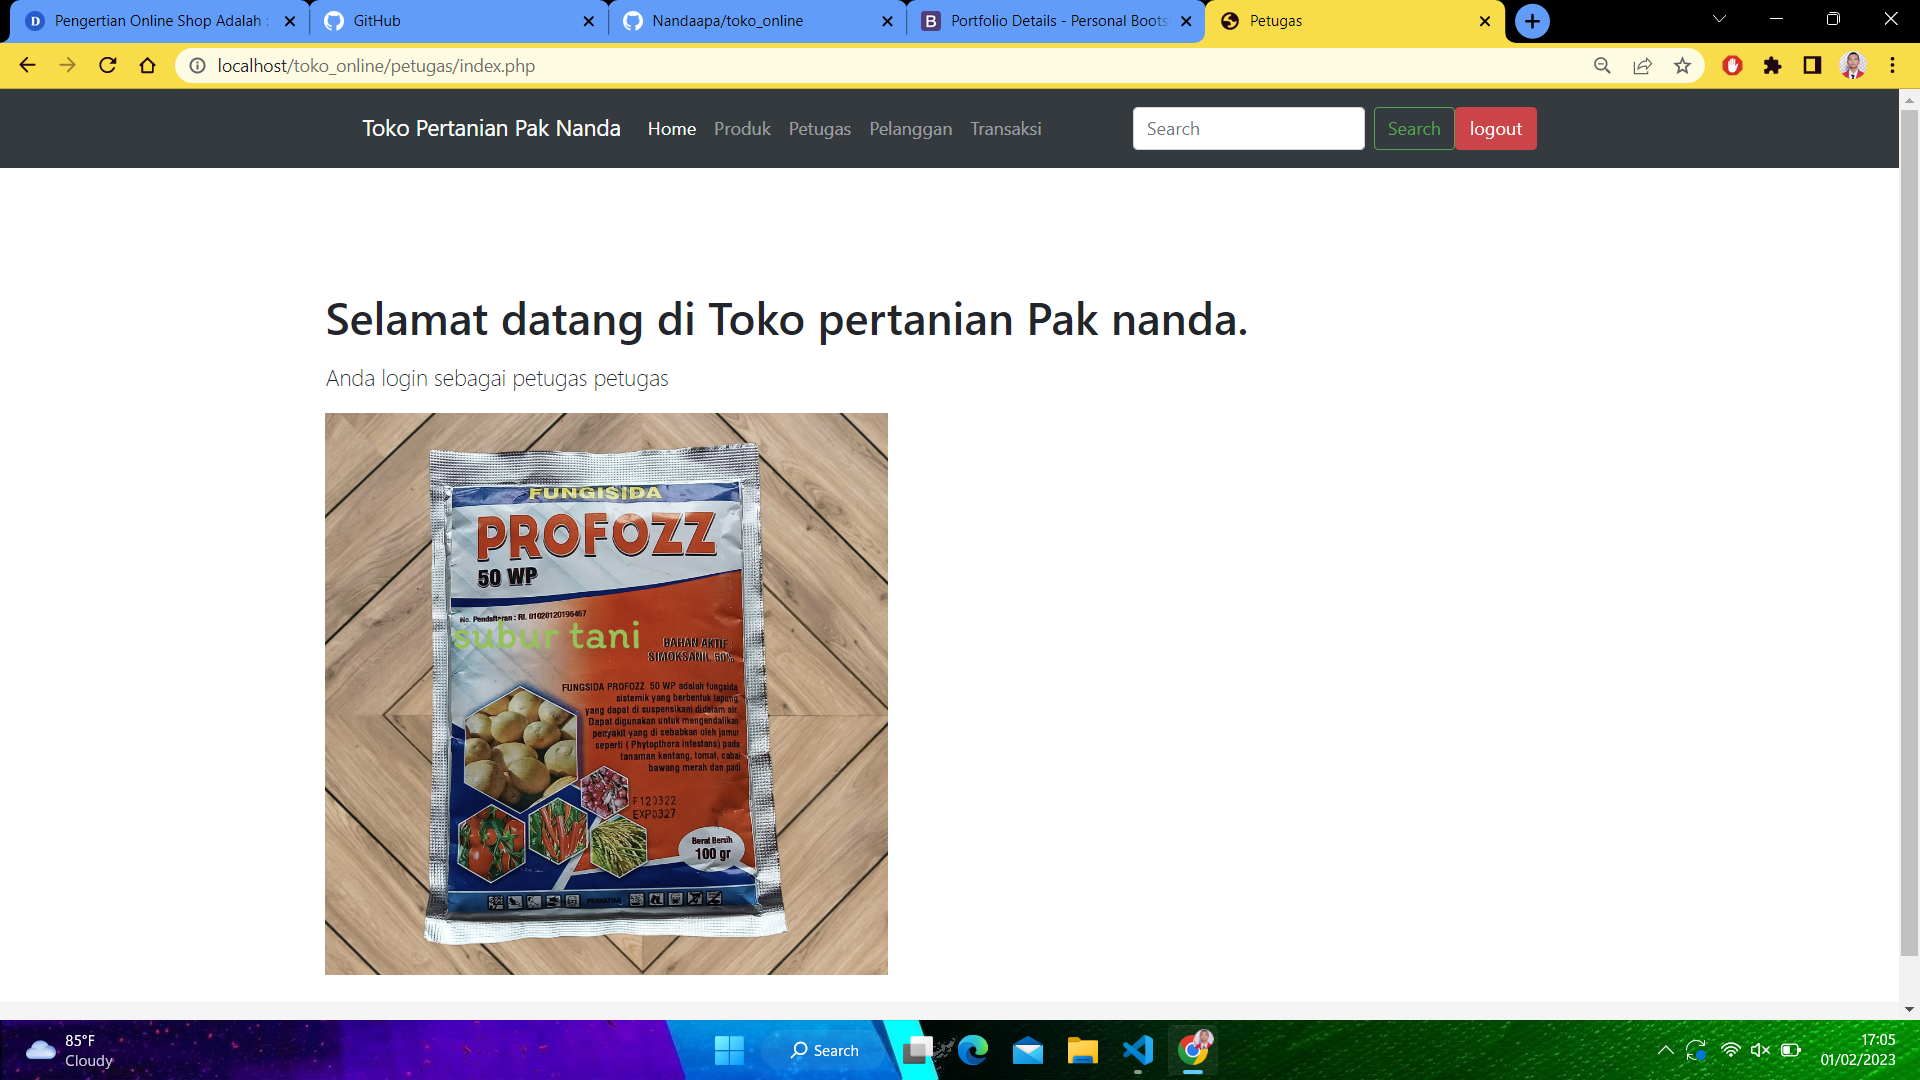 Pengertian Online Shop Adalah :
GitHub
Nandaapa/toko_online
Portfolio Details - Personal Boots
Petugas
localhost/toko_online/petugas/index.php
Toko Pertanian Pak Nanda
Home
Produk
Petugas
Pelanggan
Transaksi
Search
Search
logout
Selamat datang di Toko pertanian Pak nanda.
Anda login sebagai petugas petugas
FUNGISIDA
PROFOZZ
50 WP
No. Pendaftaran : RI. 01020120195457
subur tani
BAHAN AKTIF :
SIMOKSANIL 50%
FUNGSIDA PROFOZZ 50 WP adalah fungsida
sistemik yang berbentuk tepung
yang dapat di suspensikani didalam air.
Dapat digunakan untuk mengendalikan
penyakit yang di sebabkan oleh jamur
seperti ( Phytopthora infestans) pada
tanaman kentang, tomat, cabai
bawang merah dan padi
F120322
EXP0327
Berat Bersih
100 gr
PERHATIAN
85°F
Cloudy
Search
17:05
01/02/2023